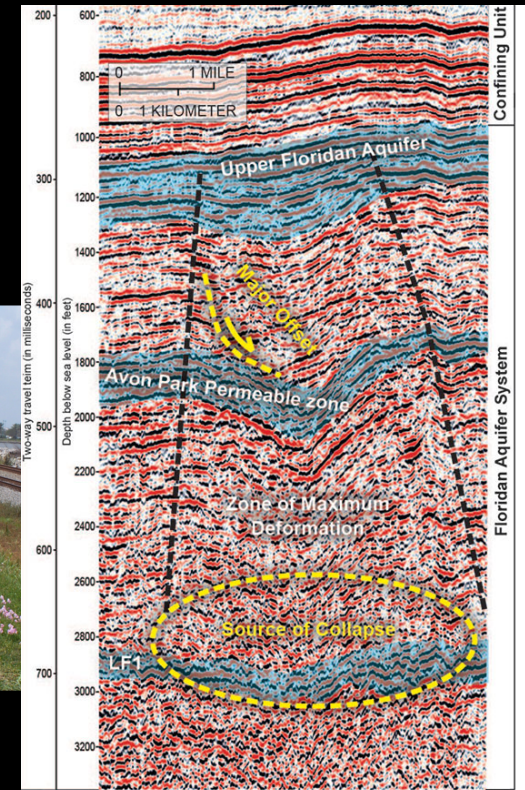 200
600
0 1 MILE
0 1 KILOMETER
800
1000
Confining Unit
Upper Floridan Aquifer
300
1200
1400
Major Offset
400
1600
Two-way travel teim (in milliseconds)
Depth below sea level (in feet)
1800
Avon Park Permeable zone
2000
500
2200
Floridan Aquifer System
Zone of Maximum
Deformation
2400
600
2600
Source of Collapse
2800
LF1
700
3000
3200